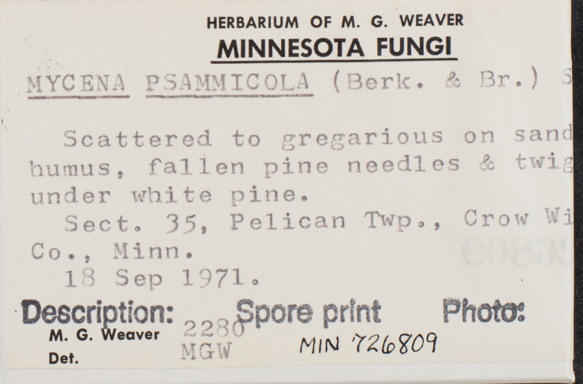 HERBARIUM OF M. G. WEAVER
MINNESOTA FUNGI
MYCENA PSAMMICOLA (Berk. & Br.) S
Scattered to gregarious on sand
humus, fallen pine needles & twig
under white pine.
Sect. 35, Pelican Twp., Crow Wi
Co., Minn.
18 Sep 1971.
Description: Spore print Photo:
M. G. Weaver 2280
Det. MGW MIN 726809